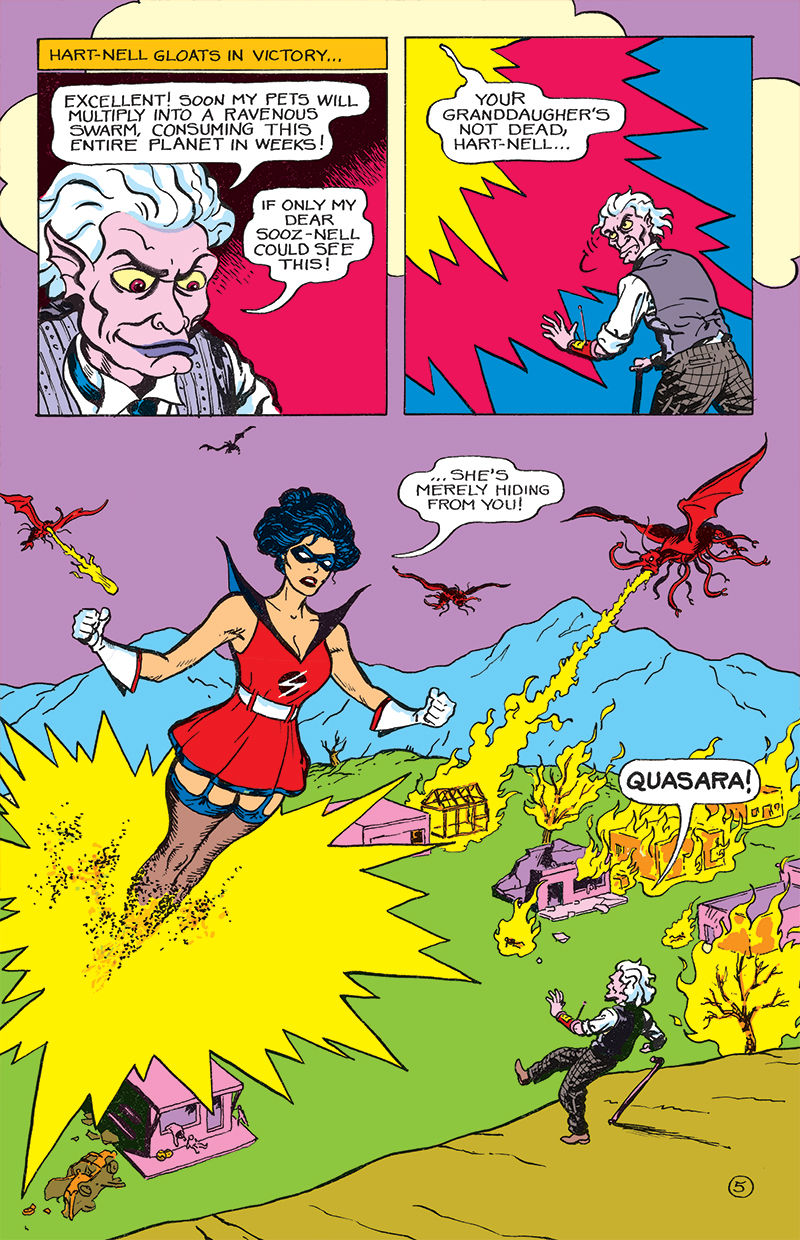 HART-NELL GLOATS IN VICTORY...
EXCELLENT! SOON MY PETS WILL
MULTIPLY INTO A RAVENOUS
SWARM, CONSUMING THIS
ENTIRE PLANET IN WEEKS!
IF ONLY MY
DEAR
SOOZ-NELL
COULD SEE
THIS!
YOUR
GRANDDAUGHER'S
NOT DEAD,
HART-NELL...
...SHE'S
MERELY HIDING
FROM YOU!
QUASARA!
5